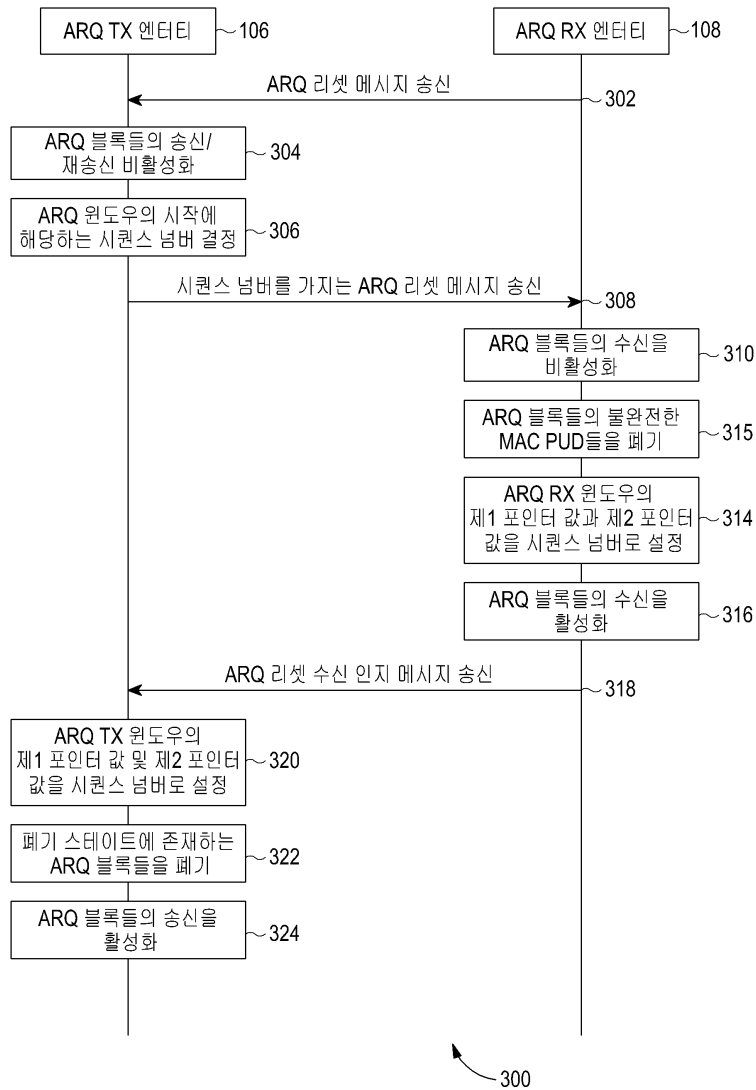 ARQ TX 엔터티
106
ARQ RX 엔터티
108
ARQ 리셋 메시지 송신
302
ARQ 블록들의 송신/
재송신 비활성화
304
ARQ 윈도우의 시작에
해당하는 시퀀스 넘버 결정
306
시퀀스 넘버를 가지는 ARQ 리셋 메시지 송신
308
ARQ 블록들의 수신을
비활성화
310
ARQ 블록들의 불완전한
MAC PUD들을 폐기
315
ARQ RX 윈도우의
제1 포인터 값과 제2 포인터
값을 시퀀스 넘버로 설정
314
ARQ 블록들의 수신을
활성화
316
ARQ 리셋 수신 인지 메시지 송신
318
ARQ TX 윈도우의
제1 포인터 값 및 제2 포인터
값을 시퀀스 넘버로 설정
320
폐기 스테이트에 존재하는
ARQ 블록들을 폐기
322
ARQ 블록들의 송신을
활성화
324
300